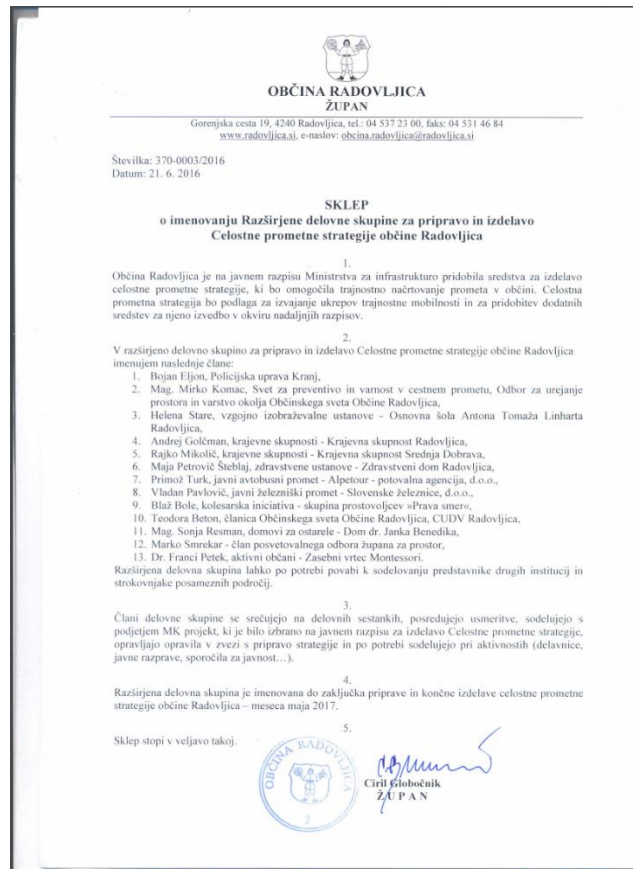 OBČINA RADOVLJICA
ŽUPAN
Gorenjska cesta 19, 4240 Radovljica, tel.: 04 537 23 00, faks: 04 531 46 84
www.radovljica.si, e-naslov: obcina.radovljica@radovljica.si
Številka: 370-0003/2016
Datum: 21. 6. 2016
SKLEP
o imenovanju Razširjene delovne skupine za pripravo in izdelavo
Celostne prometne strategije občine Radovljica
1.
Občina Radovljica je na javnem razpisu Ministrstva za infrastrukturo pridobila sredstva za izdelavo
celostne prometne strategije, ki bo omogočila trajnostno načrtovanje prometa v občini. Celostna
prometna strategija bo podlaga za izvajanje ukrepov trajnostne mobilnosti in za pridobitev dodatnih
sredstev za njeno izvedbo v okviru nadaljnjih razpisov.
2.
V razširjeno delovno skupino za pripravo in izdelavo Celostne prometne strategije občine Radovljica
imenujem naslednje člane:
1. Bojan Eljon, Policijska uprava Kranj,
2. Mag. Mirko Komac, Svet za preventivo in varnost v cestnem prometu, Odbor za urejanje
prostora in varstvo okolja Občinskega sveta Občine Radovljica,
3. Helena Stare, vzgojno izobraževalne ustanove - Osnovna šola Antona Tomaža Linharta
Radovljica,
4. Andrej Golčman, krajevne skupnosti - Krajevna skupnost Radovljica,
5. Rajko Mikolič, krajevne skupnosti - Krajevna skupnost Srednja Dobrava,
6. Maja Petrovič Šteblaj, zdravstvene ustanove - Zdravstveni dom Radovljica,
7. Primož Turk, javni avtobusni promet - Alpetour - potovalna agencija, d.o.o.,
8. Vladan Pavlović, javni železniški promet - Slovenske železnice, d.o.o.,
9. Blaž Bole, kolesarska iniciativa - skupina prostovoljcev »Prava smer«,
10. Teodora Beton, članica Občinskega sveta Občine Radovljica, CUDV Radovljica,
11. Mag. Sonja Resman, domovi za ostarele - Dom dr. Janka Benedika,
12. Marko Smrekar - član posvetovalnega odbora župana za prostor,
13. Dr. Franci Petek, aktivni občani - Zasebni vrtec Montessori.
Razširjena delovna skupina lahko po potrebi povabi k sodelovanju predstavnike drugih institucij in
strokovnjake posameznih področij.
3.
Člani delovne skupine se srečujejo na delovnih sestankih, posredujejo usmeritve, sodelujejo s
podjetjem MK projekt, ki je bilo izbrano na javnem razpisu za izdelavo Celostne prometne strategije,
opravljajo opravila v zvezi s pripravo strategije in po potrebi sodelujejo pri aktivnostih (delavnice,
javne razprave, sporočila za javnost…).
4.
Razširjena delovna skupina je imenovana do zaključka priprave in končne izdelave celostne prometne
strategije občine Radovljica – meseca maja 2017.
5.
Sklep stopi v veljavo takoj.
OBČINA RADOVLJICA
2
Ciril Globočnik
ŽUPAN